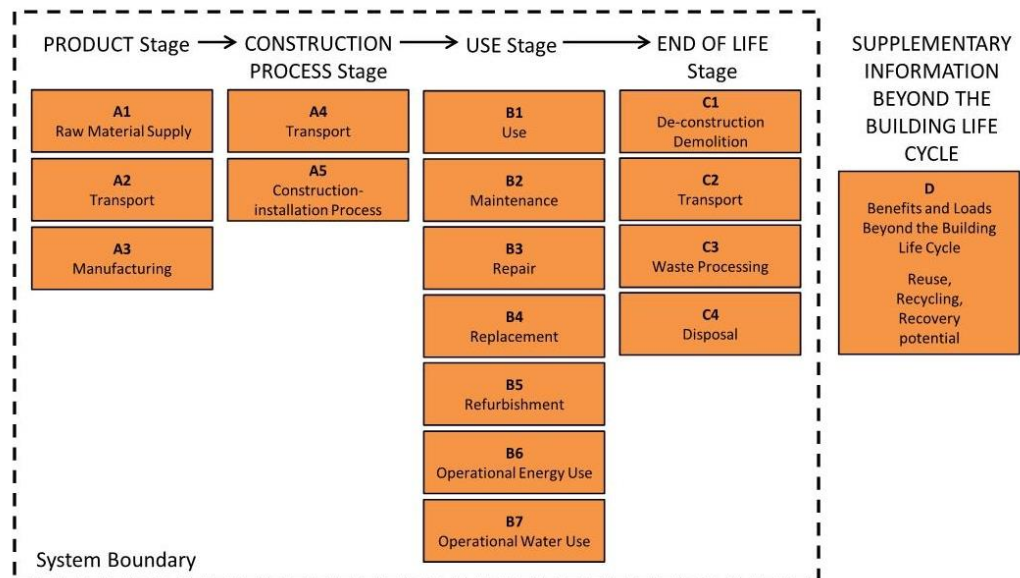 PRODUCT Stage
CONSTRUCTION
PROCESS Stage
USE Stage
END OF LIFE
Stage
SUPPLEMENTARY
INFORMATION
BEYOND THE
BUILDING LIFE
CYCLE
A1
Raw Material Supply
A2
Transport
A3
Manufacturing
A4
Transport
A5
Construction-
installation Process
B1
Use
B2
Maintenance
B3
Repair
B4
Replacement
B5
Refurbishment
B6
Operational Energy Use
B7
Operational Water Use
C1
De-construction
Demolition
C2
Transport
C3
Waste Processing
C4
Disposal
D
Benefits and Loads
Beyond the Building
Life Cycle
Reuse,
Recycling,
Recovery
potential
System Boundary